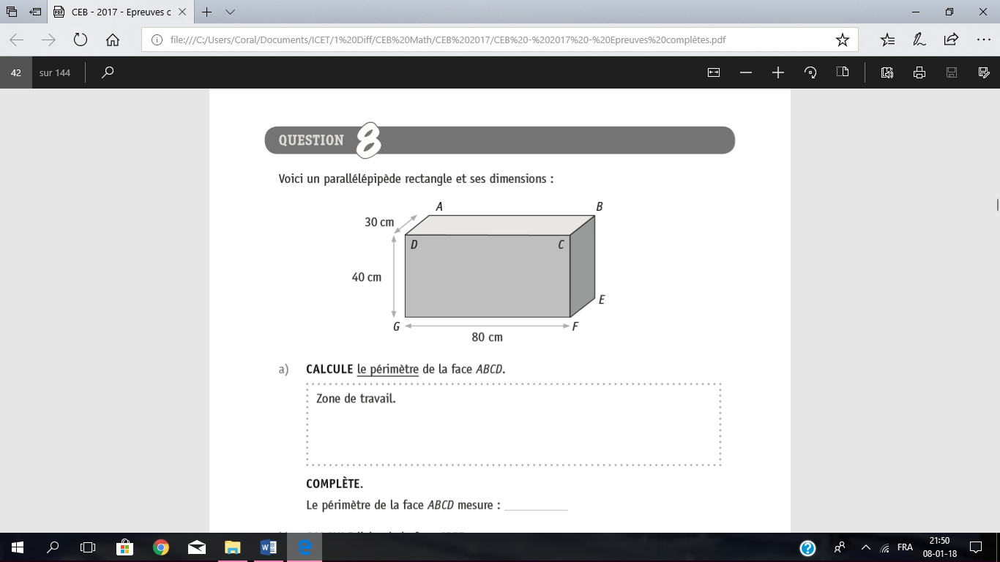 CEB - 2017 - Epreuves c
file:///C:/Users/Coral/Documents/ICET/1%20Diff/CEB%20Math/CEB%202017/CEB%20-%202017%20-%20Epreuves%20complètes.pdf
42 sur 144
QUESTION 8
Voici un parallélépipède rectangle et ses dimensions :
A B
30 cm
D C
40 cm
E
G F
80 cm
a) CALCULE le périmètre de la face ABCD.
Zone de travail.
COMPLÈTE.
Le périmètre de la face ABCD mesure : __________
FRA
21:50
08-01-18